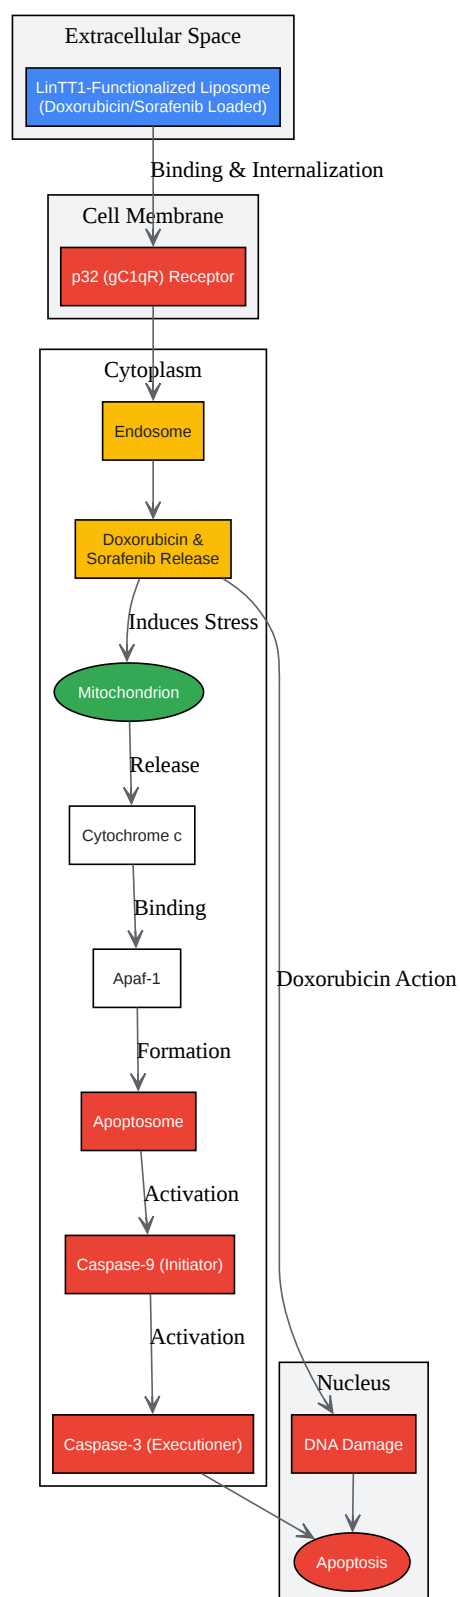 Extracellular Space
LinTT1-Functionalized Liposome
(Doxorubicin/Sorafenib Loaded)
Binding & Internalization
Cell Membrane
p32 (gC1qR) Receptor
Cytoplasm
Endosome
Doxorubicin &
Sorafenib Release
Induces Stress
Mitochondrion
Release
Cytochrome c
Binding
Apaf-1
Doxorubicin Action
Formation
Apoptosome
Activation
Caspase-9 (Initiator)
Activation
Nucleus
Caspase-3 (Executioner)
DNA Damage
Apoptosis